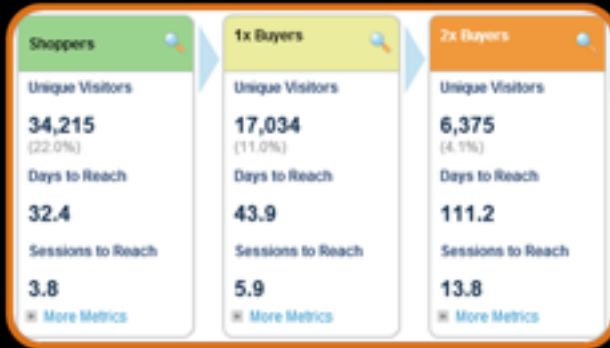 Shoppers
Unique Visitors
34,215
(22.0%)
Days to Reach
32.4
Sessions to Reach
3.8
More Metrics
1x Buyers
Unique Visitors
17,034
(11.0%)
Days to Reach
43.9
Sessions to Reach
5.9
More Metrics
2x Buyers
Unique Visitors
6,375
(4.1%)
Days to Reach
111.2
Sessions to Reach
13.8
More Metrics